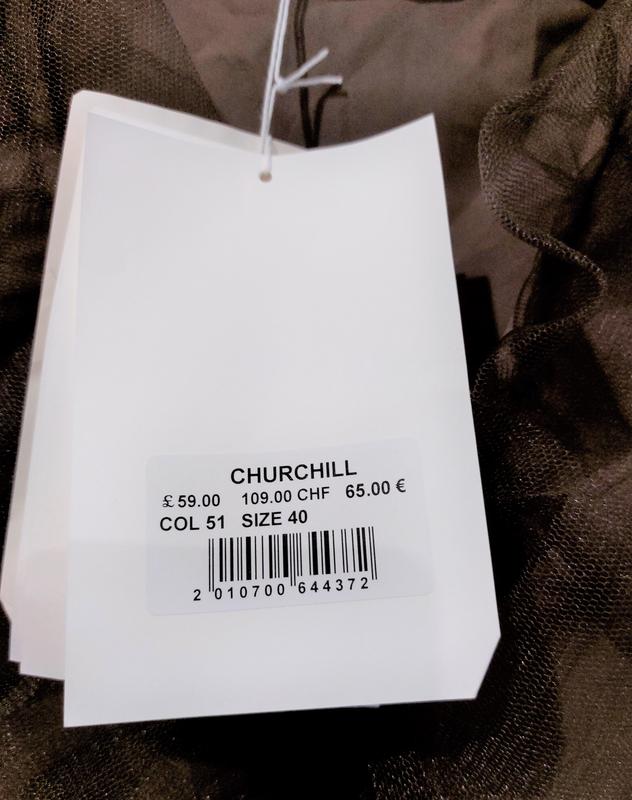 CHURCHILL
£ 59.00 109.00 CHF 65.00 €
COL 51 SIZE 40
2 010700 644372